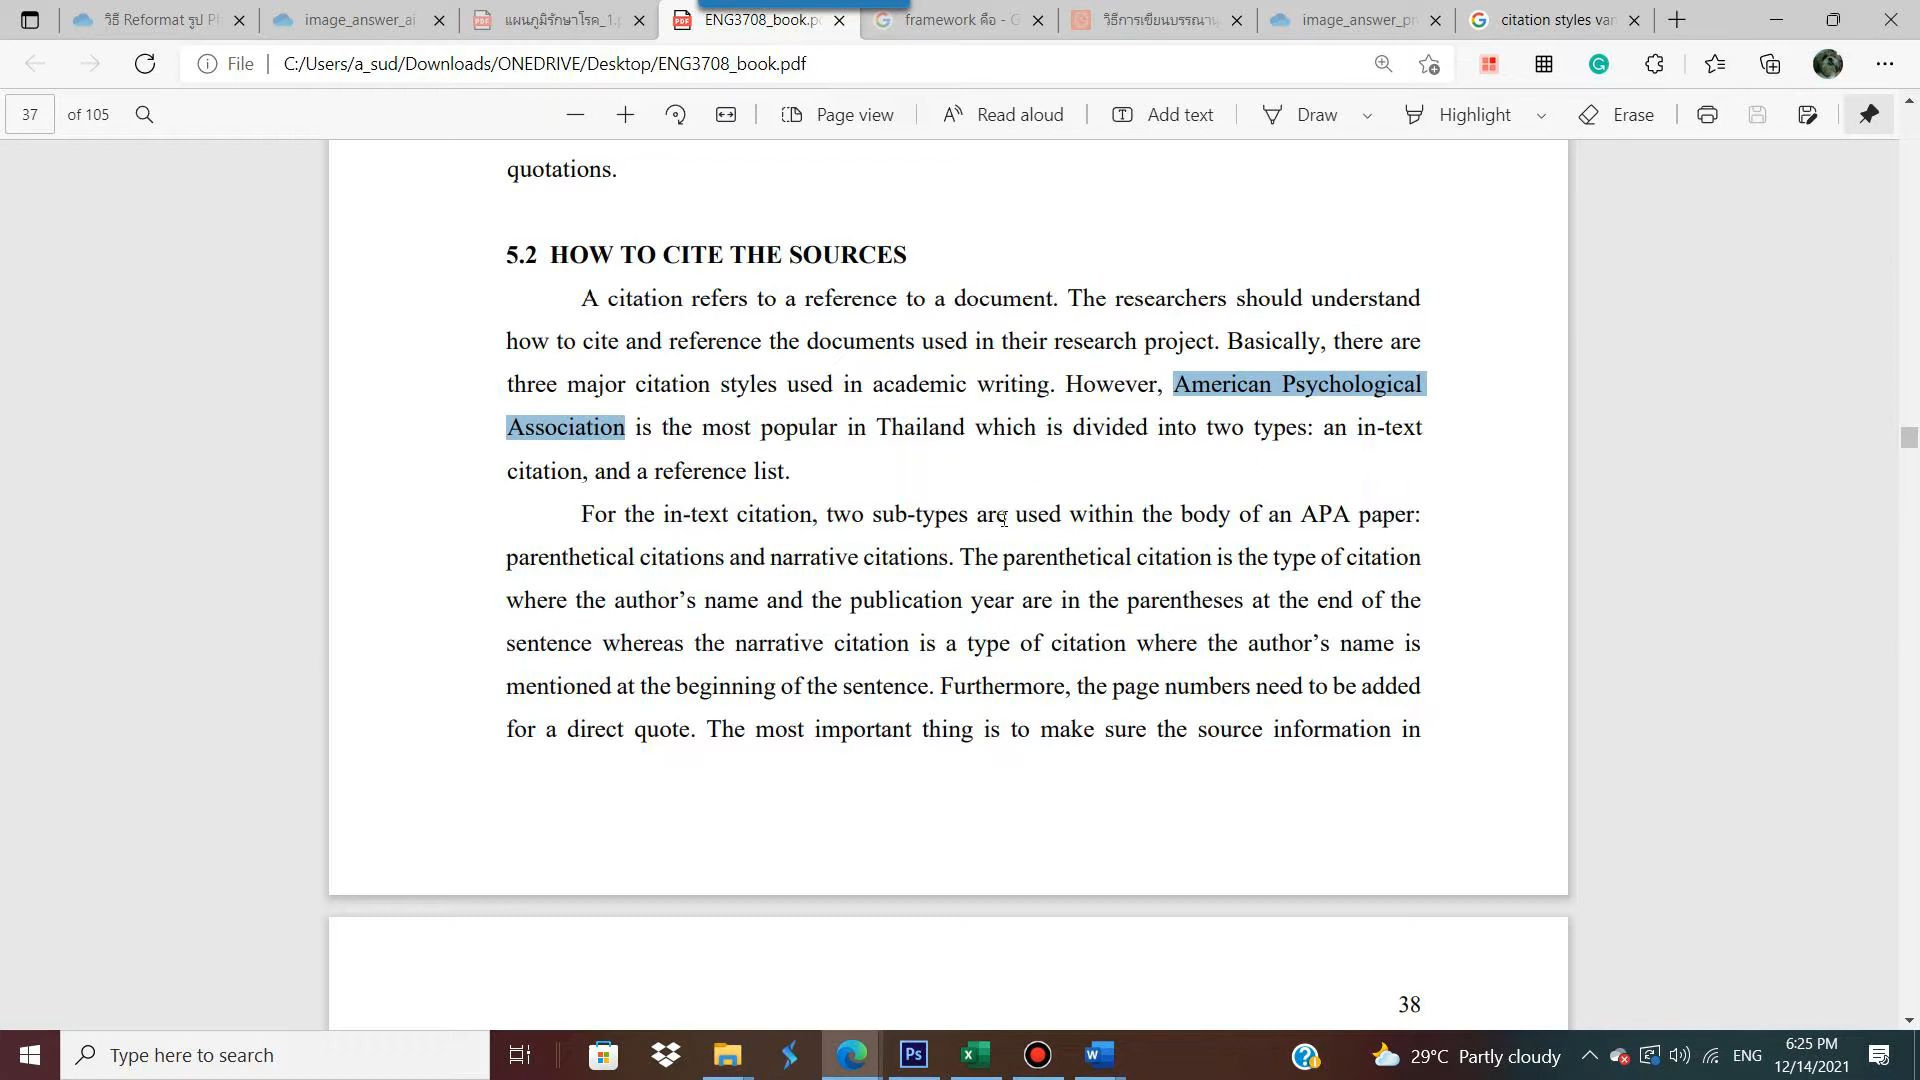 วิธี Reformat รูป Ph
image_answer_ai
แผนภูมิรักษาโรค_1.
ENG3708_book.p
framework คือ - G
วิธีการเขียนบรรณาน
image_answer_pr
citation styles var
File
C:/Users/a_sud/Downloads/ONEDRIVE/Desktop/ENG3708_book.pdf
37 of 105
Page view
Read aloud
Add text
Draw
Highlight
Erase
quotations.
5.2 HOW TO CITE THE SOURCES
A citation refers to a reference to a document. The researchers should understand
how to cite and reference the documents used in their research project. Basically, there are
three major citation styles used in academic writing. However, American Psychological
Association is the most popular in Thailand which is divided into two types: an in-text
citation, and a reference list.
For the in-text citation, two sub-types are used within the body of an APA paper:
parenthetical citations and narrative citations. The parenthetical citation is the type of citation
where the author’s name and the publication year are in the parentheses at the end of the
sentence whereas the narrative citation is a type of citation where the author’s name is
mentioned at the beginning of the sentence. Furthermore, the page numbers need to be added
for a direct quote. The most important thing is to make sure the source information in
38
Type here to search
Ps
29°C Partly cloudy
ENG
6:25 PM
12/14/2021